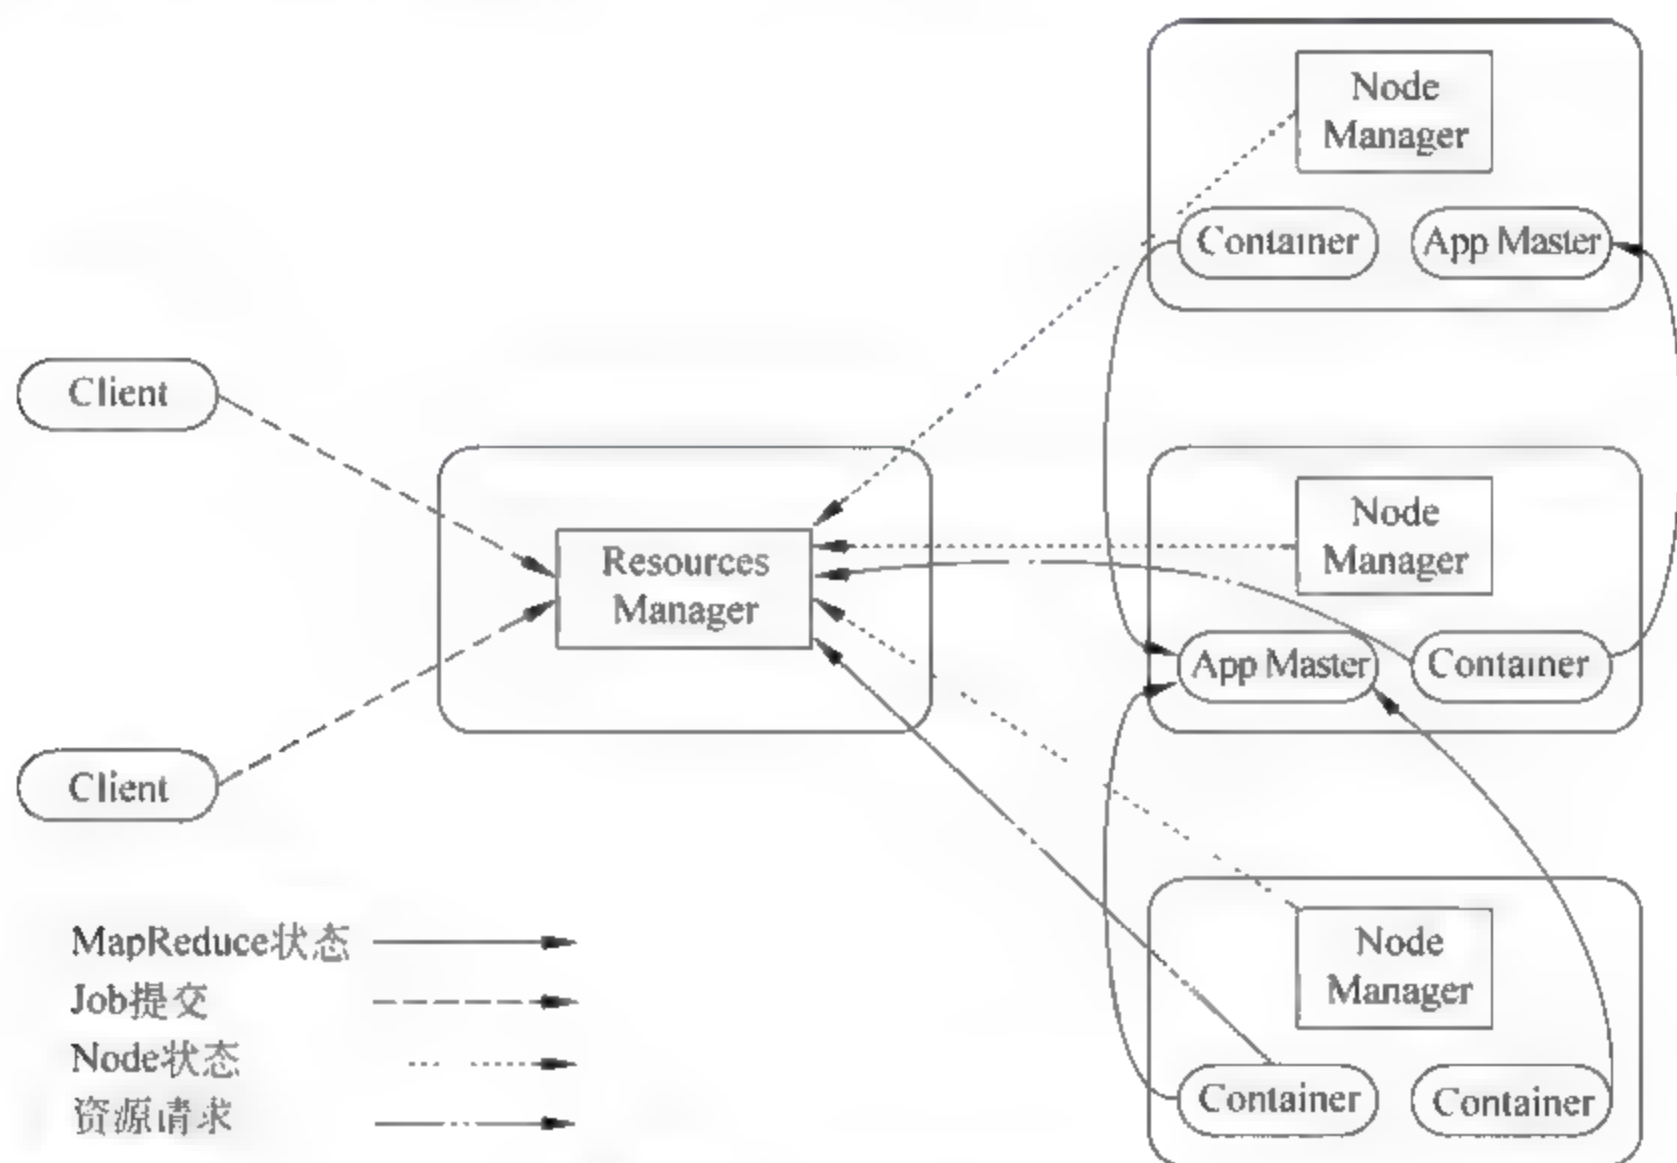 Node
Manager
Container
App Master
Client
Resources
Manager
Node
Manager
App Master
Container
Client
Node
Manager
Container
Container
MapReduce状态
Job提交
Node状态
资源请求